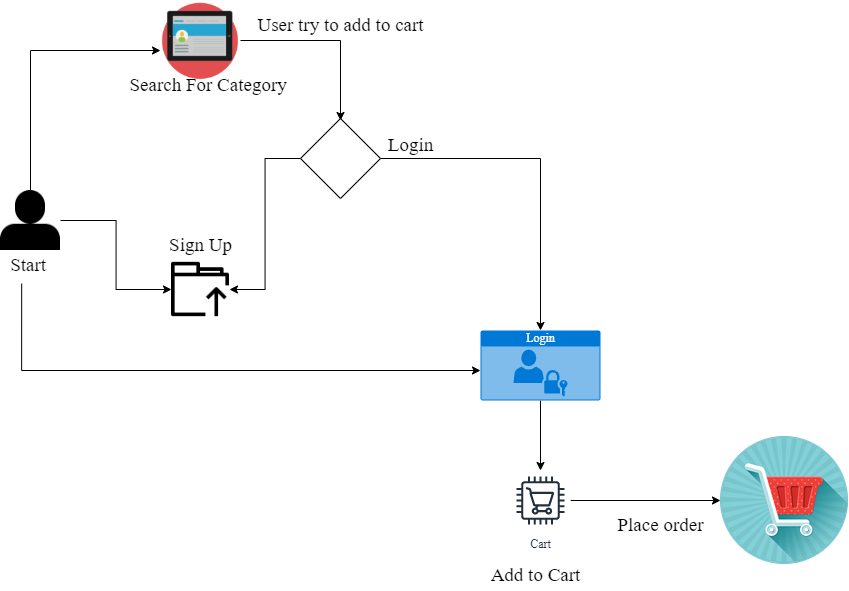 User try to add to cart
Search For Category
Login
Sign Up
Start
Login
Place order
Cart
Add to Cart